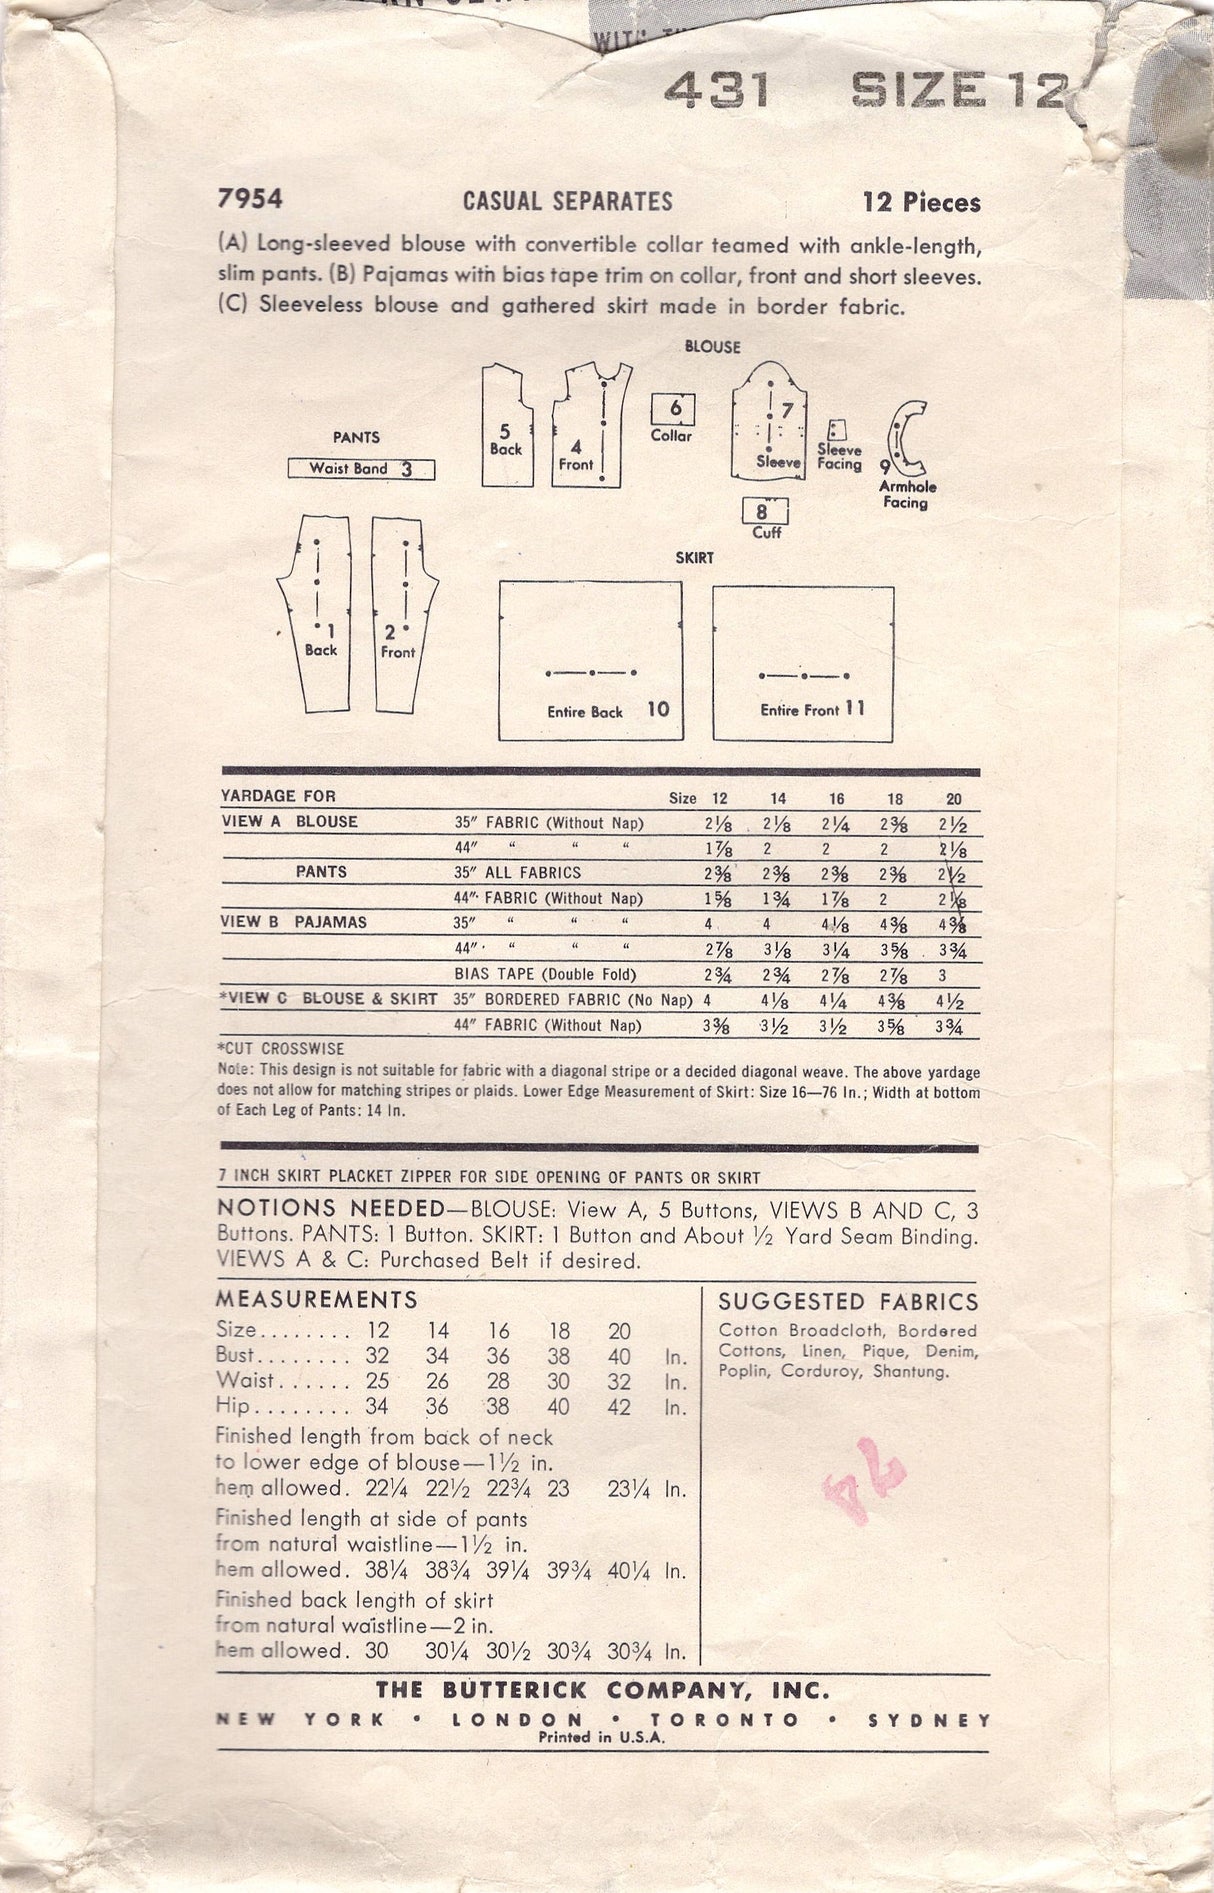 WITH
431 SIZE 12
7954 CASUAL SEPARATES 12 Pieces
(A) Long-sleeved blouse with convertible collar teamed with ankle-length,
slim pants. (B) Pajamas with bias tape trim on collar, front and short sleeves.
(C) Sleeveless blouse and gathered skirt made in border fabric.
BLOUSE
5 Back
4 Front
6
Collar
7
Sleeve
Sleeve
Facing
9
Armhole
Facing
8
Cuff
PANTS
Waist Band 3
1
Back
2
Front
SKIRT
Entire Back 10
Entire Front 11
YARDAGE FOR Size 12 14 16 18 20
VIEW A BLOUSE 35" FABRIC (Without Nap) 2⅛ 2⅛ 2¼ 2⅜ 2½
44" " " " 1⅞ 2 2 2 2⅛
PANTS 35" ALL FABRICS 2⅜ 2⅜ 2⅜ 2⅜ 2½
44" FABRIC (Without Nap) 1⅝ 1¾ 1⅞ 2 2⅛
VIEW B PAJAMAS 35" " " " 4 4 4⅛ 4⅜ 4⅜
44" " " " 2⅞ 3⅛ 3¼ 3⅝ 3¾
BIAS TAPE (Double Fold) 2¾ 2¾ 2⅞ 2⅞ 3
*VIEW C BLOUSE & SKIRT 35" BORDERED FABRIC (No Nap) 4 4⅛ 4¼ 4⅜ 4½
44" FABRIC (Without Nap) 3⅜ 3½ 3½ 3⅝ 3¾
*CUT CROSSWISE
Note: This design is not suitable for fabric with a diagonal stripe or a decided diagonal weave. The above yardage
does not allow for matching stripes or plaids. Lower Edge Measurement of Skirt: Size 16—76 In.; Width at bottom
of Each Leg of Pants: 14 In.
7 INCH SKIRT PLACKET ZIPPER FOR SIDE OPENING OF PANTS OR SKIRT
NOTIONS NEEDED—BLOUSE: View A, 5 Buttons, VIEWS B AND C, 3
Buttons. PANTS: 1 Button. SKIRT: 1 Button and About ½ Yard Seam Binding.
VIEWS A & C: Purchased Belt if desired.
MEASUREMENTS
Size........ 12 14 16 18 20
Bust........ 32 34 36 38 40 In.
Waist...... 25 26 28 30 32 In.
Hip........ 34 36 38 40 42 In.
Finished length from back of neck
to lower edge of blouse—1½ in.
hem allowed. 22¼ 22½ 22¾ 23 23¼ In.
Finished length at side of pants
from natural waistline—1½ in.
hem allowed. 38¼ 38¾ 39¼ 39¾ 40¼ In.
Finished back length of skirt
from natural waistline—2 in.
hem allowed. 30 30¼ 30½ 30¾ 30¾ In.
SUGGESTED FABRICS
Cotton Broadcloth, Bordered
Cottons, Linen, Pique, Denim,
Poplin, Corduroy, Shantung.
THE BUTTERICK COMPANY, INC.
NEW YORK • LONDON • TORONTO • SYDNEY
Printed in U.S.A.